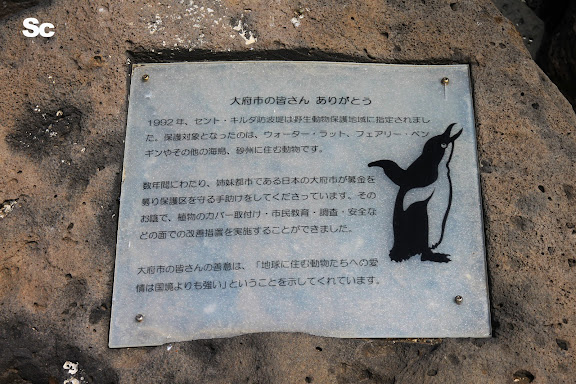 Sc
大府市の皆さん ありがとう
1992年、セント・キルダ防波堤は野生動物保護地域に指定されまし
た。保護対象となったのは、ウォーター・ラット、フェアリー・ペン
ギンやその他の海鳥、砂州に住む動物です。
数年間にわたり、姉妹都市である日本の大府市が募金を
募り保護区を守る手助けをしてくださっています。その
お陰で、植物のカバー取付け・市民教育・調査・安全な
どの面での改善措置を実施することができました。
大府市の皆さんの善意は、「地球に住む動物たちへの愛
情は国境よりも強い」ということを示してくれています。